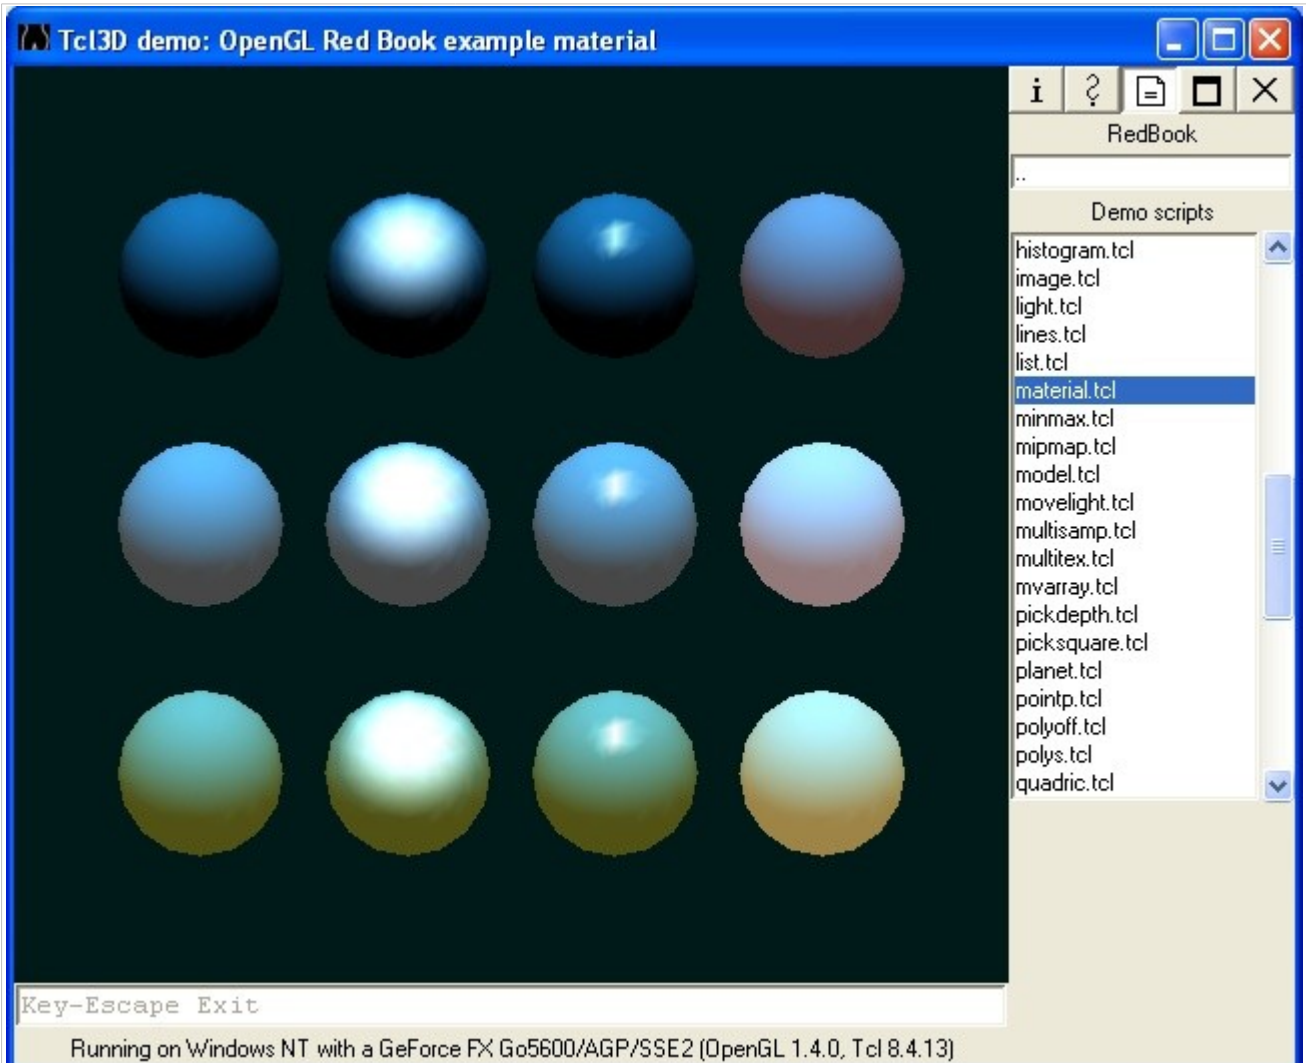 Tcl3D demo: OpenGL Red Book example material
i ?
RedBook
..
Demo scripts
histogram.tcl
image.tcl
light.tcl
lines.tcl
list.tcl
material.tcl
minmax.tcl
mipmap.tcl
model.tcl
movelight.tcl
multisamp.tcl
multitex.tcl
mvarray.tcl
pickdepth.tcl
picksquare.tcl
planet.tcl
pointp.tcl
polyoff.tcl
polys.tcl
quadric.tcl
Key-Escape Exit
Running on Windows NT with a GeForce FX Go5600/AGP/SSE2 (OpenGL 1.4.0, Tcl 8.4.13)